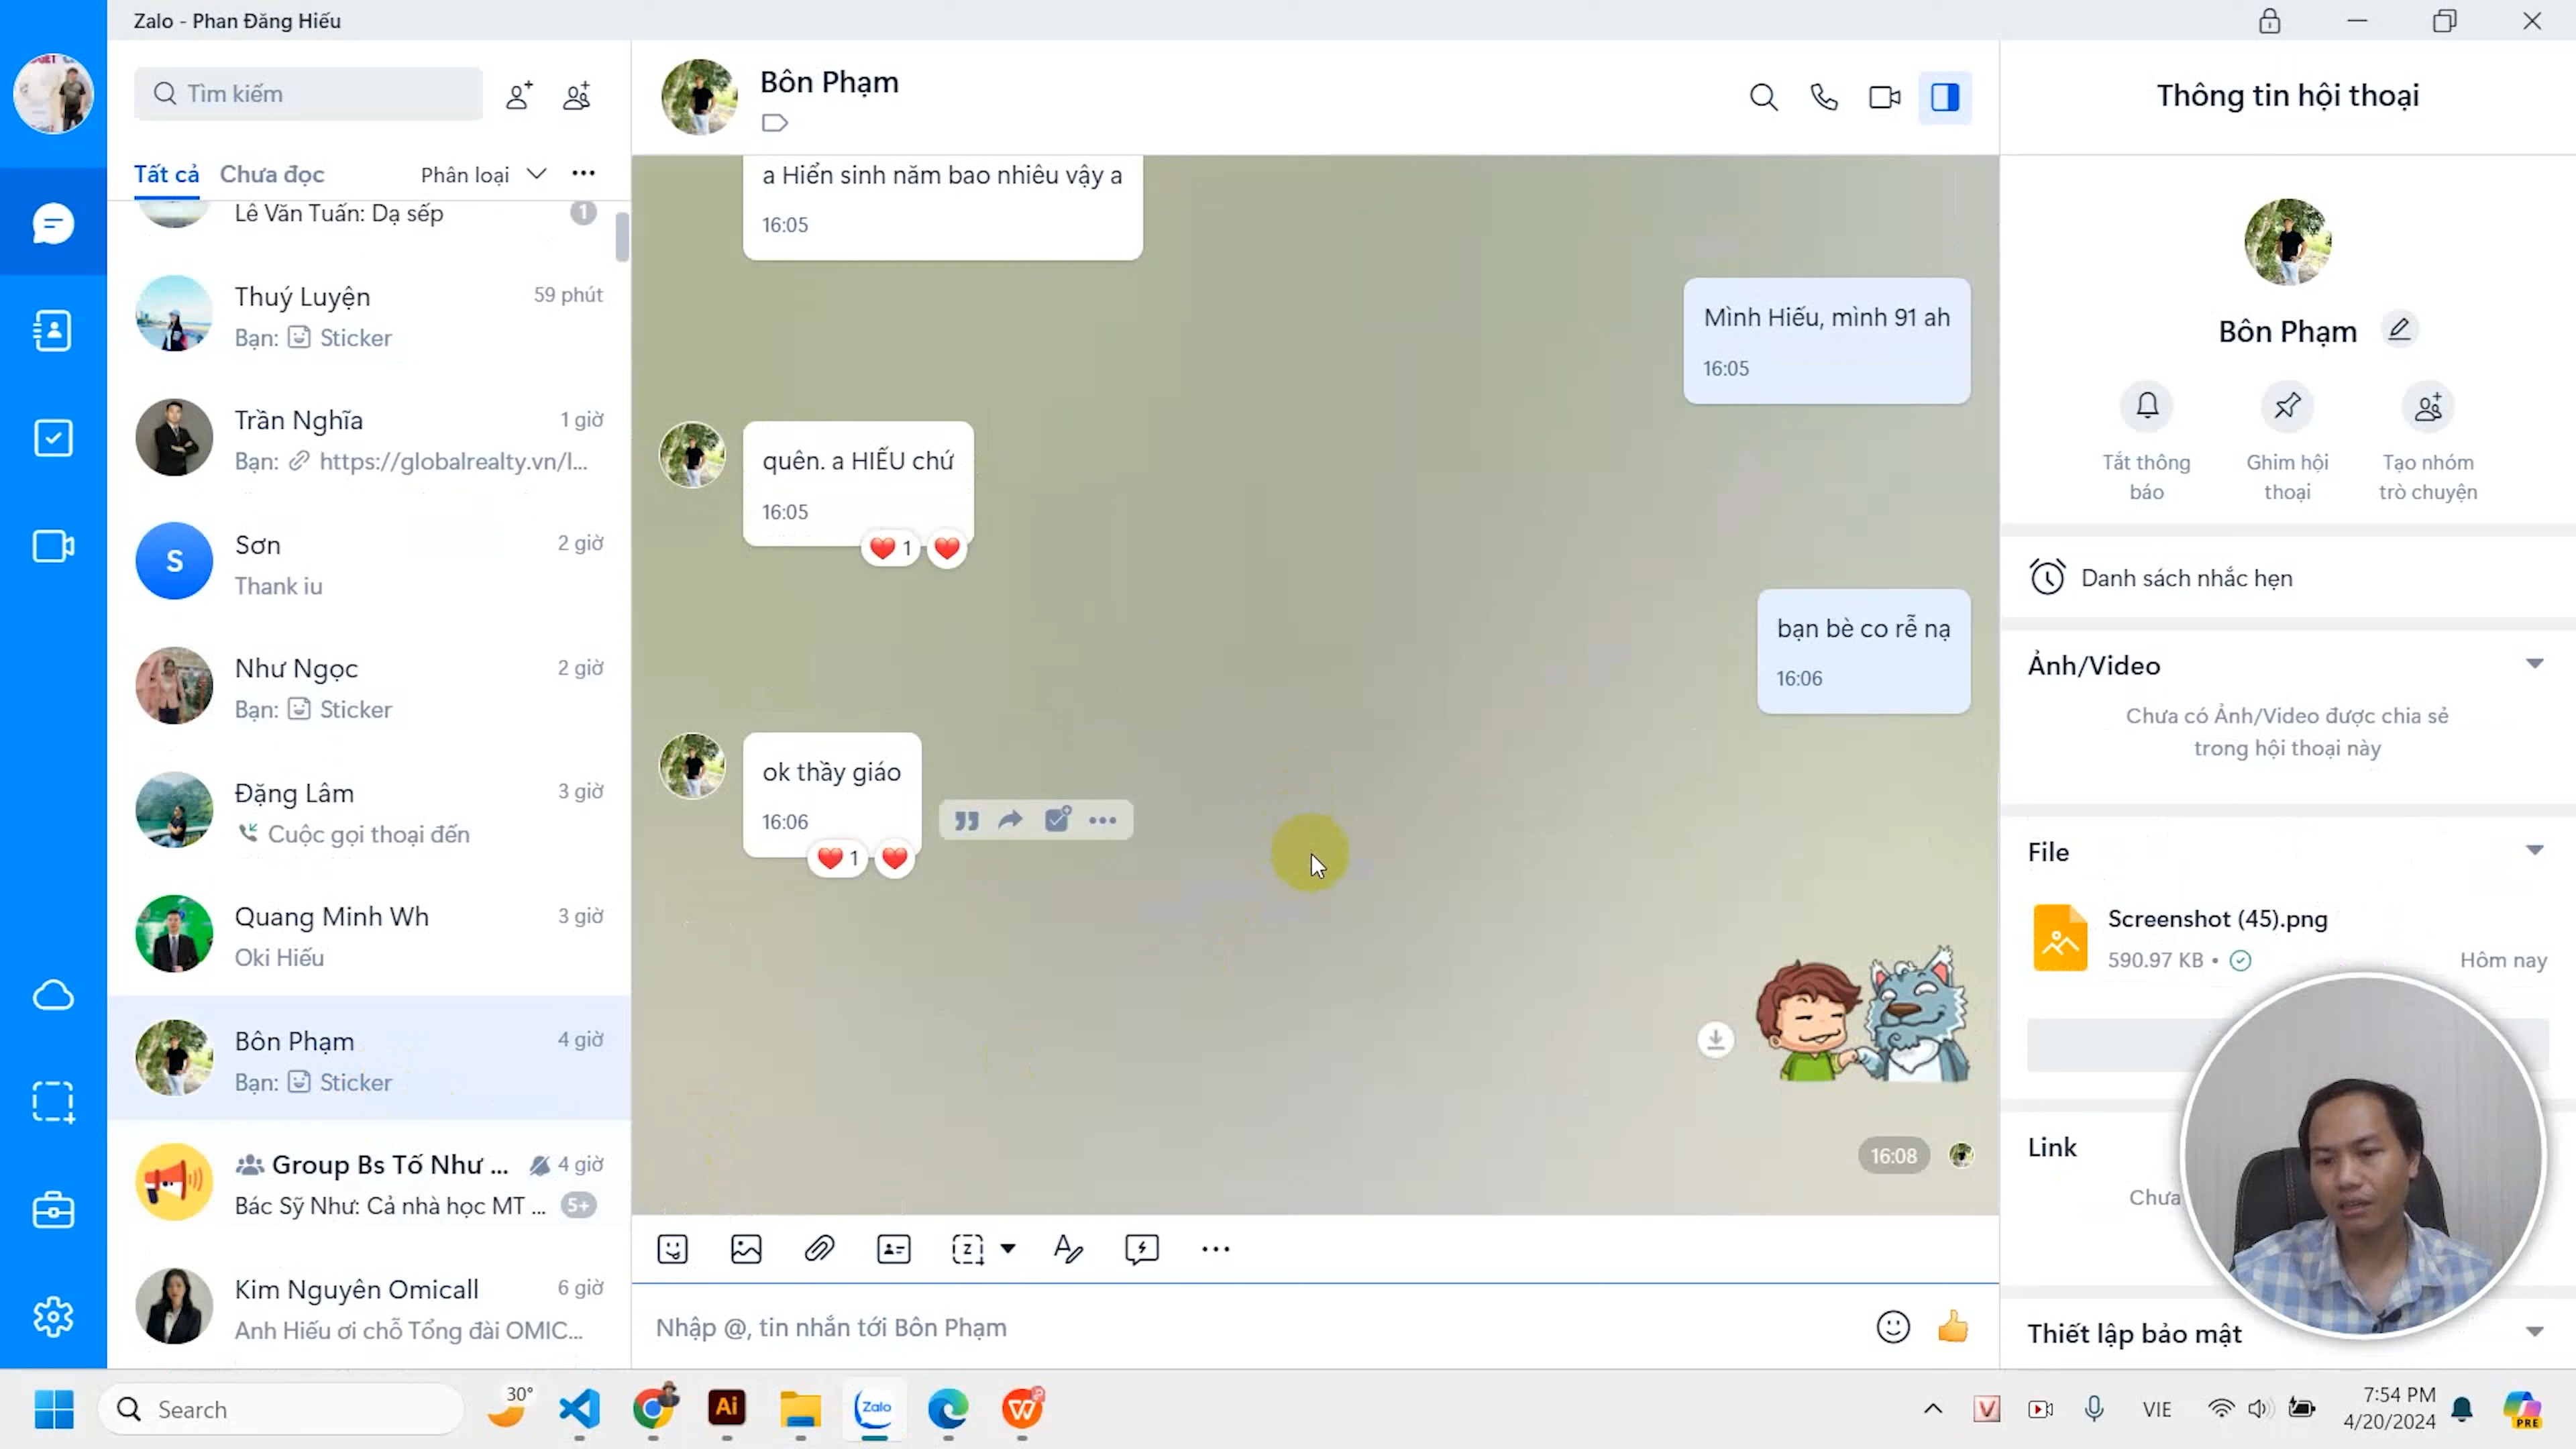 Zalo - Phan Đăng Hiếu
Tìm kiếm
Tất cả
Chưa đọc
Phân loại
Lê Văn Tuấn: Dạ sếp
1
Thuý Luyện
59 phút
Bạn: Sticker
Trần Nghĩa
1 giờ
Bạn: https://globalrealty.vn/l...
S
Sơn
2 giờ
Thank iu
Như Ngọc
2 giờ
Bạn: Sticker
Đặng Lâm
3 giờ
Cuộc gọi thoại đến
Quang Minh Wh
3 giờ
Oki Hiếu
Bôn Phạm
4 giờ
Bạn: Sticker
Group Bs Tố Như ...
4 giờ
Bác Sỹ Như: Cả nhà học MT ...
5+
Kim Nguyên Omicall
6 giờ
Anh Hiếu ơi chỗ Tổng đài OMIC...
Bôn Phạm
a Hiển sinh năm bao nhiêu vậy a
16:05
Mình Hiếu, mình 91 ah
16:05
quên. a HIẾU chứ
16:05
1
bạn bè co rễ nạ
16:06
ok thầy giáo
16:06
1
16:08
Nhập @, tin nhắn tới Bôn Phạm
Thông tin hội thoại
Bôn Phạm
Tắt thông
báo
Ghim hội
thoại
Tạo nhóm
trò chuyện
Danh sách nhắc hẹn
Ảnh/Video
Chưa có Ảnh/Video được chia sẻ
trong hội thoại này
File
Screenshot (45).png
590.97 KB •
Hôm nay
Link
Chưa
Thiết lập bảo mật
Search
30°
Ai
Zalo
W
V
VIE
7:54 PM
4/20/2024
PRE